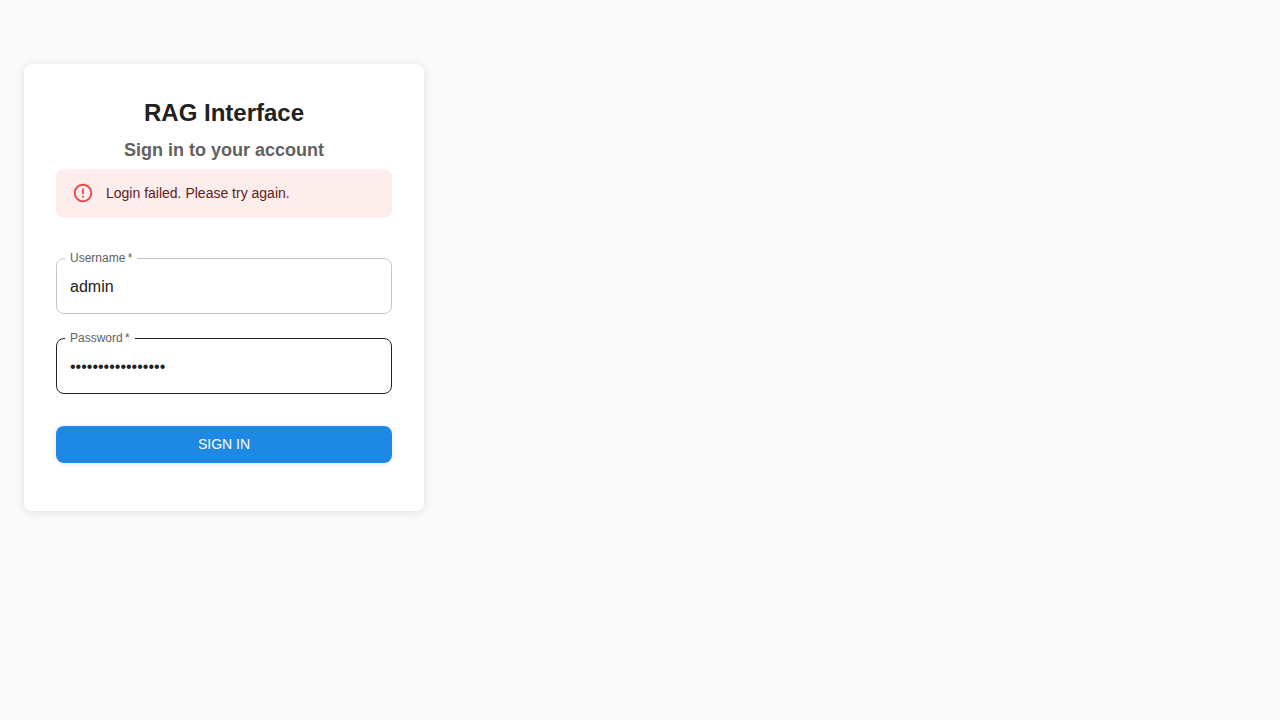 RAG Interface
Sign in to your account
Login failed. Please try again.
Username *
admin
Password *
•••••••••••••••••
SIGN IN